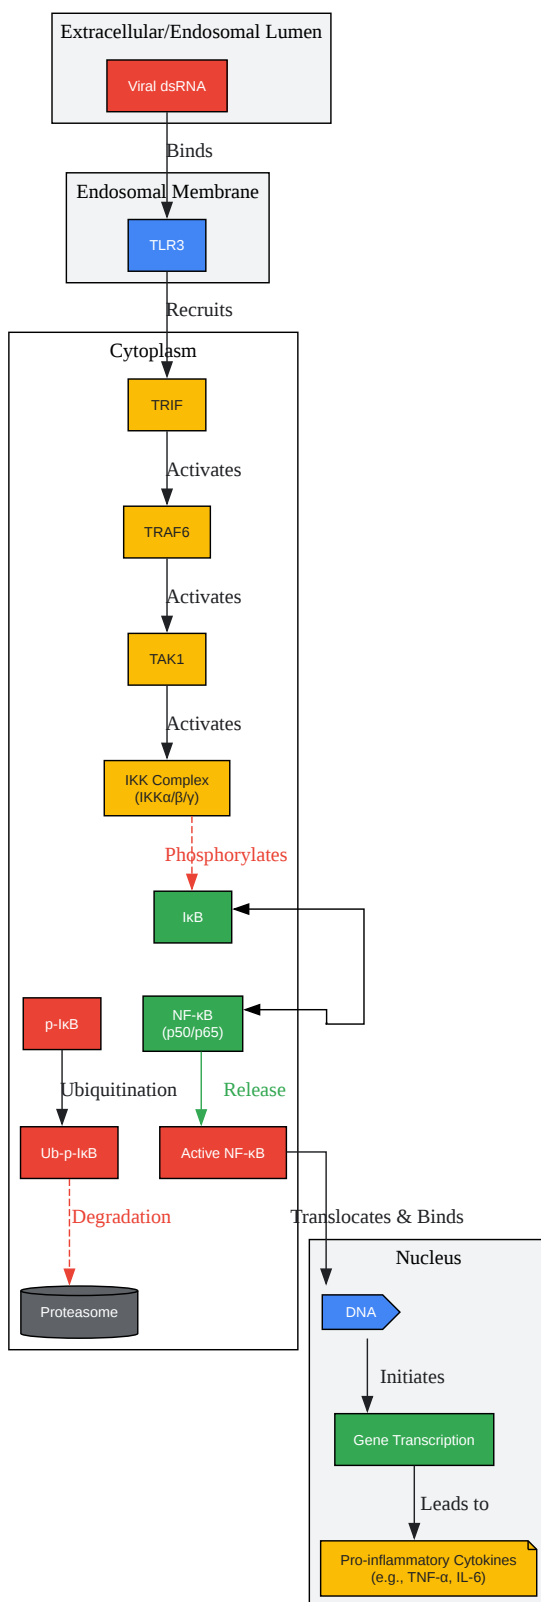 Extracellular/Endosomal Lumen
Viral dsRNA
Binds
Endosomal Membrane
TLR3
Recruits
Cytoplasm
TRIF
Activates
TRAF6
Activates
TAK1
Activates
IKK Complex
(IKKα/β/γ)
Phosphorylates
IκB
p-IκB
NF-κB
(p50/p65)
Ubiquitination
Release
Ub-p-IκB
Active NF-κB
Degradation
Translocates & Binds
Nucleus
Proteasome
DNA
Initiates
Gene Transcription
Leads to
Pro-inflammatory Cytokines
(e.g., TNF-α, IL-6)